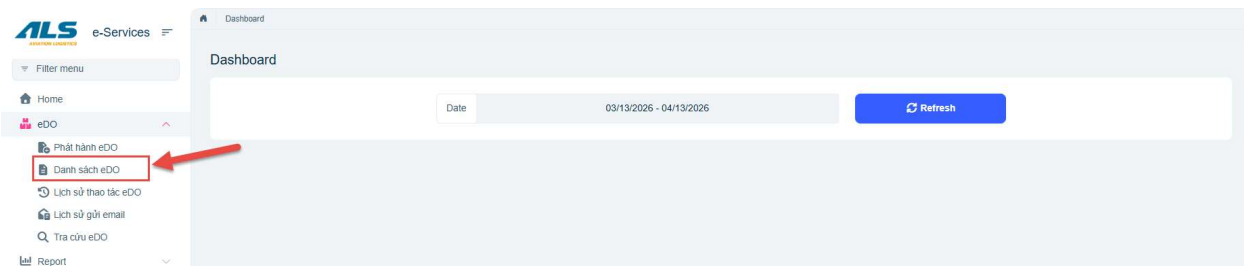 Dashboard
ALS
AVIATION LOGISTICS
e-Services
Filter menu
Dashboard
Home
Date
03/13/2026 - 04/13/2026
Refresh
eDO
Phát hành eDO
Danh sách eDO
Lịch sử thao tác eDO
Lịch sử gửi email
Tra cứu eDO
Report